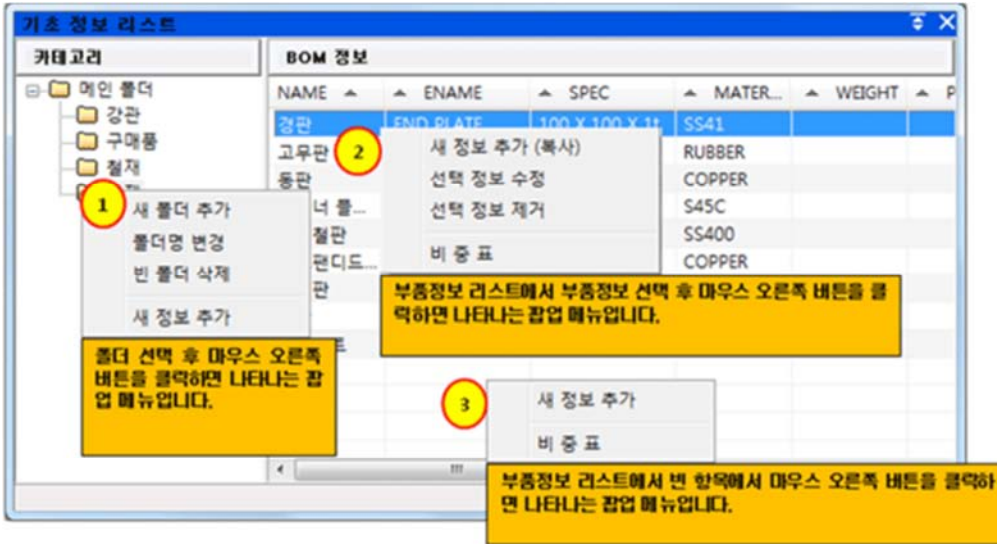 기초 정보 리스트
카테고리
BOM 정보
메인 폴더
강관
구매품
철재
NAME ENAME SPEC MATER... WEIGHT P
경판 END PLATE 100 X 100 X 1t SS41
고무판 RUBBER
동판 COPPER
너 플... S45C
철판 SS400
팬디드... COPPER
판
트
1
새 폴더 추가
폴더명 변경
빈 폴더 삭제
새 정보 추가
폴더 선택 후 마우스 오른쪽
버튼을 클릭하면 나타나는 팝
업 메뉴입니다.
2
새 정보 추가 (복사)
선택 정보 수정
선택 정보 제거
비 중 표
부품정보 리스트에서 부품정보 선택 후 마우스 오른쪽 버튼을 클
릭하면 나타나는 팝업 메뉴입니다.
3
새 정보 추가
비 중 표
부품정보 리스트에서 빈 항목에서 마우스 오른쪽 버튼을 클릭하
면 나타나는 팝업 메뉴입니다.